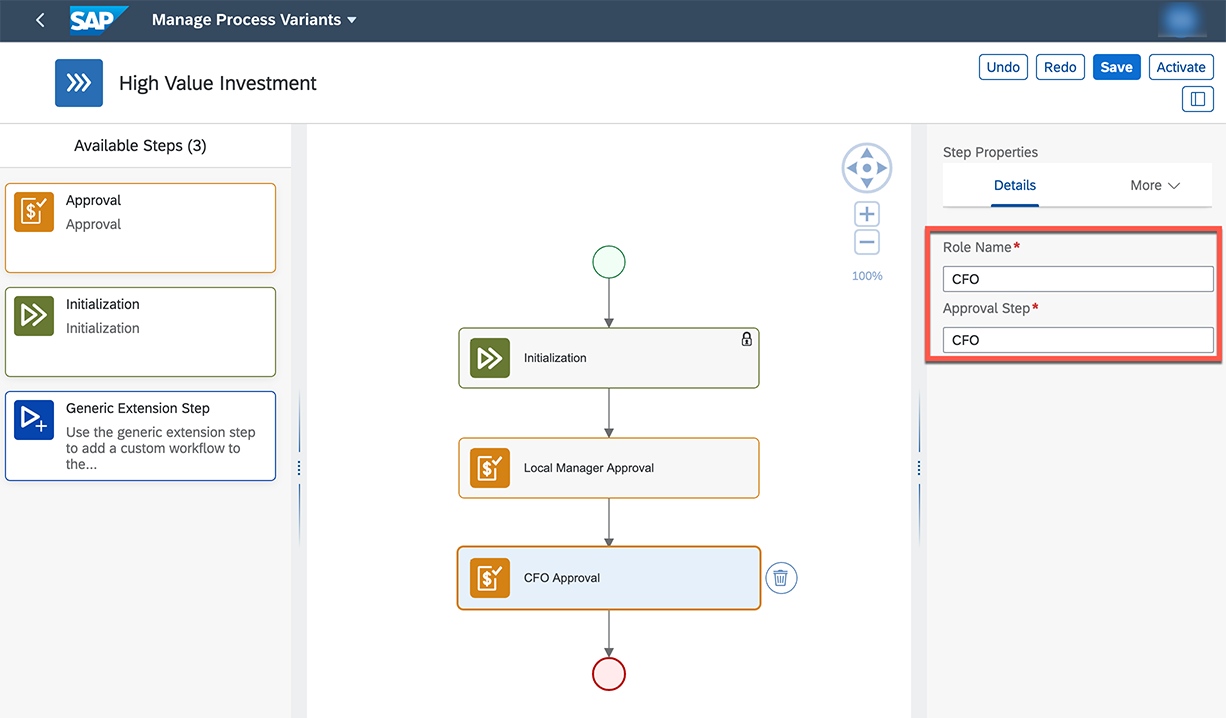 SAP Manage Process Variants
High Value Investment
Undo Redo Save Activate
Available Steps (3)
Approval
Approval
Initialization
Initialization
Generic Extension Step
Use the generic extension step
to add a custom workflow to
the...
100%
Initialization
Local Manager Approval
CFO Approval
Step Properties
Details More
Role Name*
CFO
Approval Step*
CFO